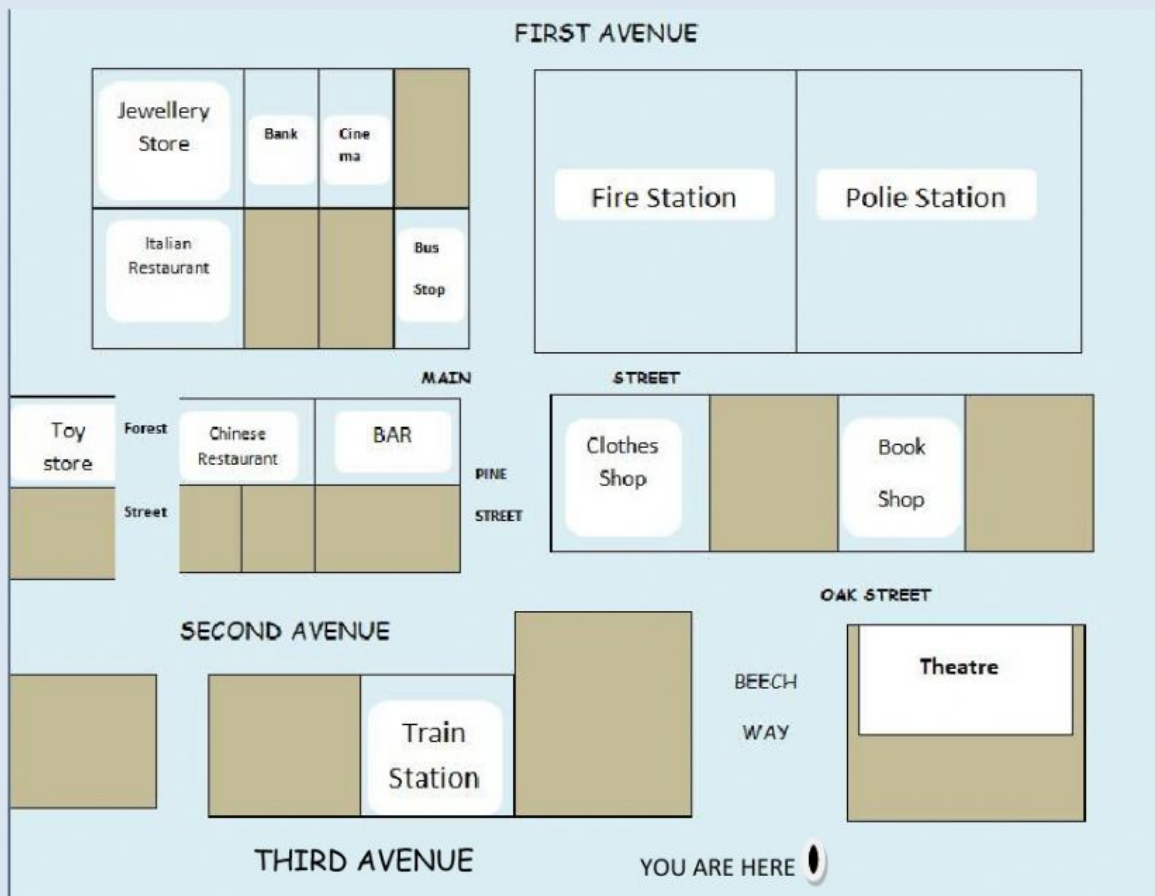 FIRST AVENUE
Jewellery
Store
Bank
Cine
ma
Fire Station
Polie Station
Italian
Restaurant
Bus
Stop
MAIN STREET
Toy
store
Forest
Street
Chinese
Restaurant
BAR
PINE
STREET
Clothes
Shop
Book
Shop
OAK STREET
SECOND AVENUE
BEECH
WAY
Theatre
Train
Station
THIRD AVENUE
YOU ARE HERE